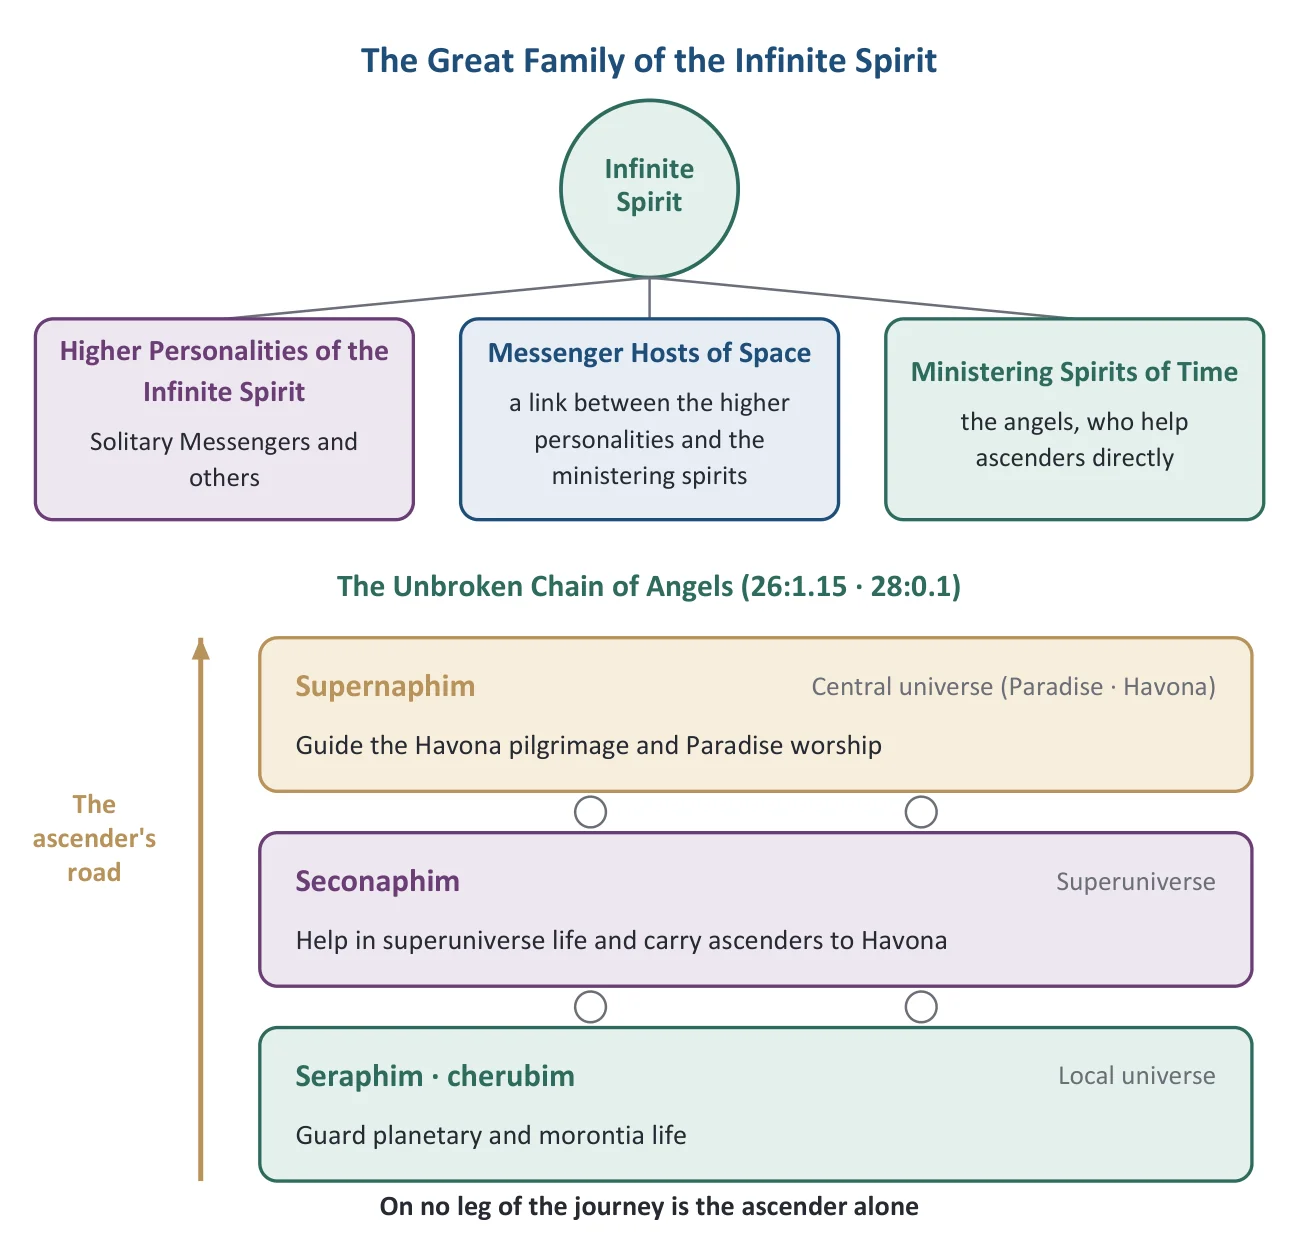 The Great Family of the Infinite Spirit
Infinite
Spirit
Higher Personalities of the
Infinite Spirit
Solitary Messengers and
others
Messenger Hosts of Space
a link between the higher
personalities and the
ministering spirits
Ministering Spirits of Time
the angels, who help
ascenders directly
The Unbroken Chain of Angels (26:1.15 · 28:0.1)
The
ascender's
road
Supernaphim
Central universe (Paradise · Havona)
Guide the Havona pilgrimage and Paradise worship
Seconaphim
Superuniverse
Help in superuniverse life and carry ascenders to Havona
Seraphim · cherubim
Local universe
Guard planetary and morontia life
On no leg of the journey is the ascender alone